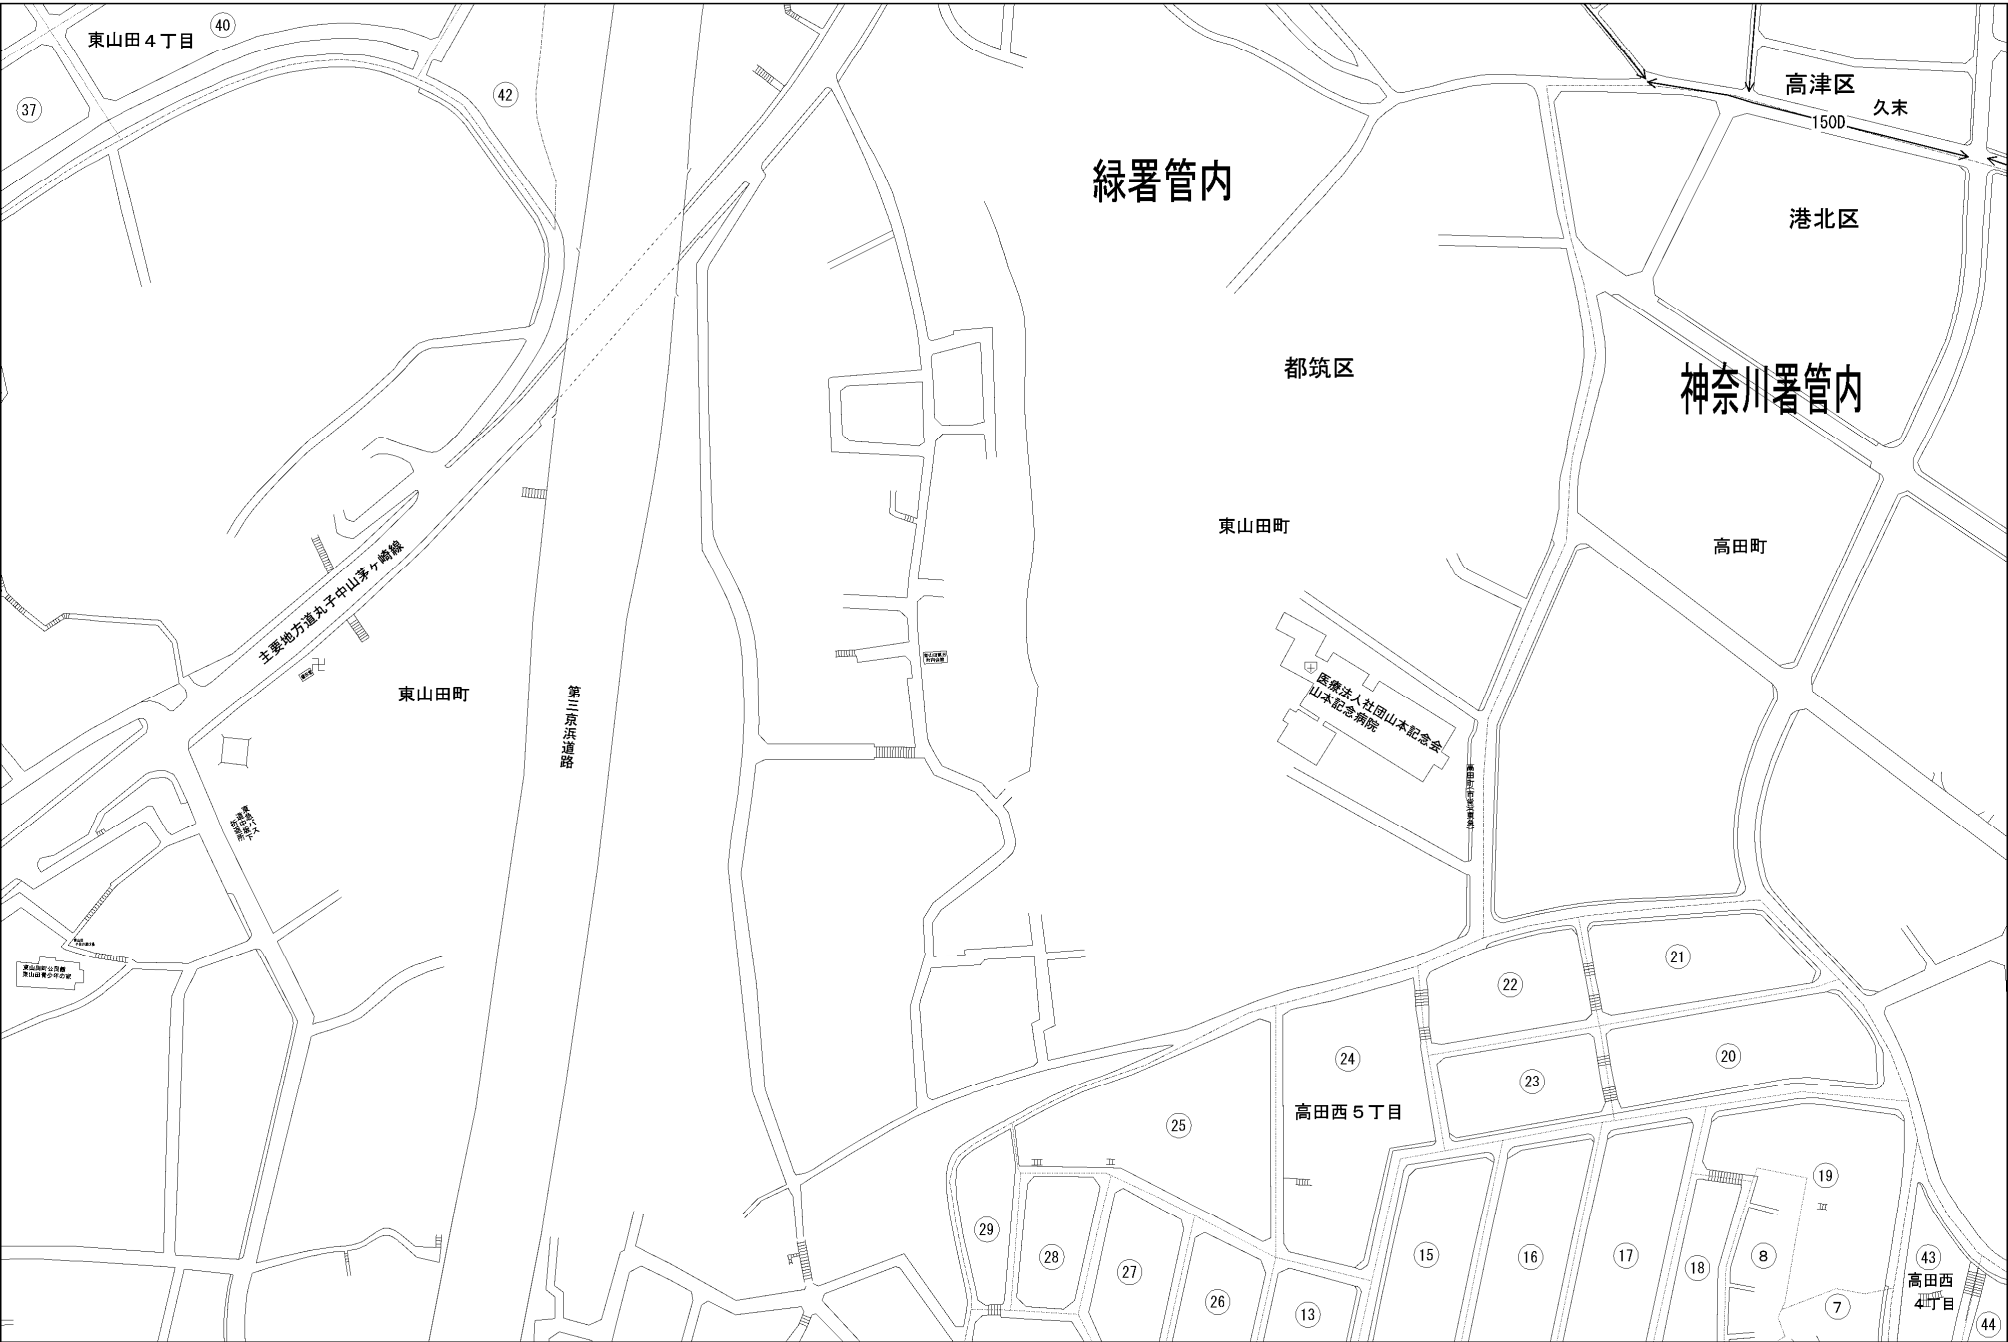 東山田４丁目
40
42
37
高津区
久末
150D
緑署管内
港北区
都筑区
神奈川署管内
東山田町
高田町
主要地方道丸子中山茅ヶ崎線
東山田町
第三京浜道路
医療法人社団山本記念会
山本記念病院
21
22
24
20
23
高田西５丁目
25
19
29
28
27
26
13
15
16
17
18
8
7
43
高田西
４丁目
44